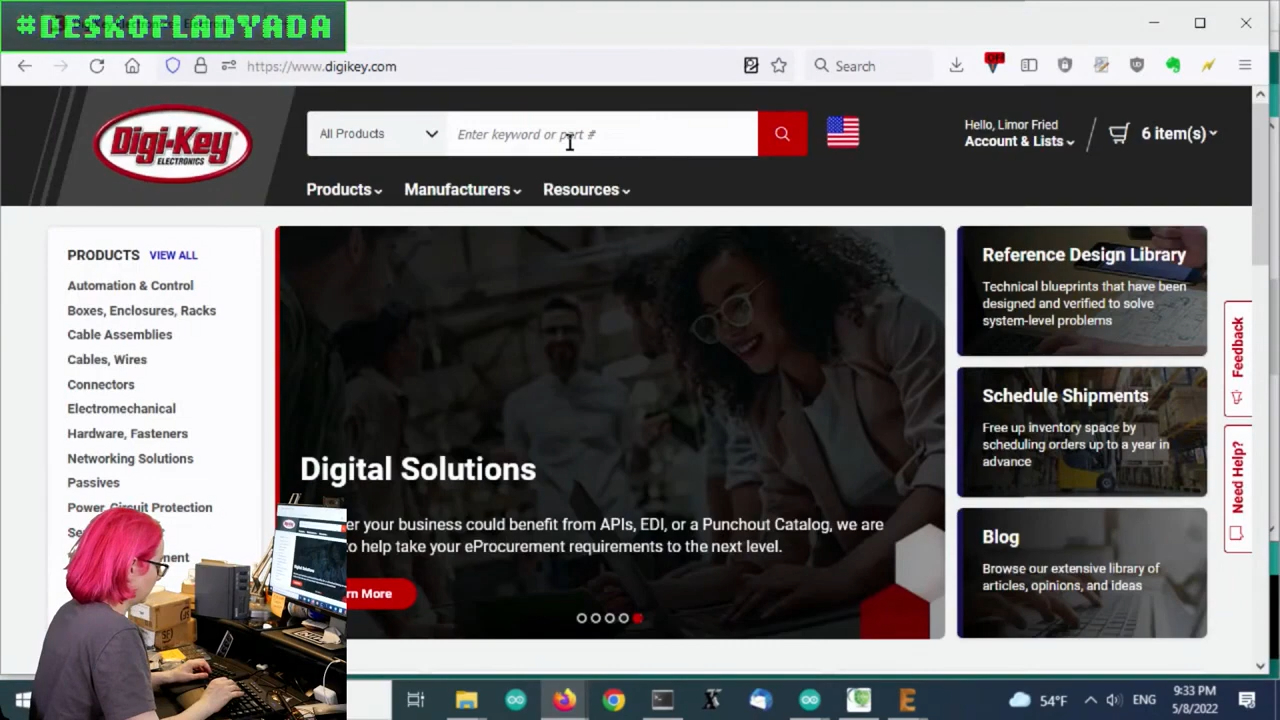 #DESKOFLADYADA
https://www.digikey.com
Search
OFF
Digi-Key
ELECTRONICS
All Products
Enter keyword or part #
Hello, Limor Fried
Account & Lists
6 item(s)
Products
Manufacturers
Resources
PRODUCTS VIEW ALL
Automation & Control
Boxes, Enclosures, Racks
Cable Assemblies
Cables, Wires
Connectors
Electromechanical
Hardware, Fasteners
Networking Solutions
Passives
Power, Circuit Protection
Digital Solutions
er your business could benefit from APIs, EDI, or a Punchout Catalog, we are
to help take your eProcurement requirements to the next level.
rn More
Reference Design Library
Technical blueprints that have been
designed and verified to solve
system-level problems
Schedule Shipments
Free up inventory space by
scheduling orders up to a year in
advance
Blog
Browse our extensive library of
articles, opinions, and ideas
Feedback
Need Help?
54°F
ENG
9:33 PM
5/8/2022